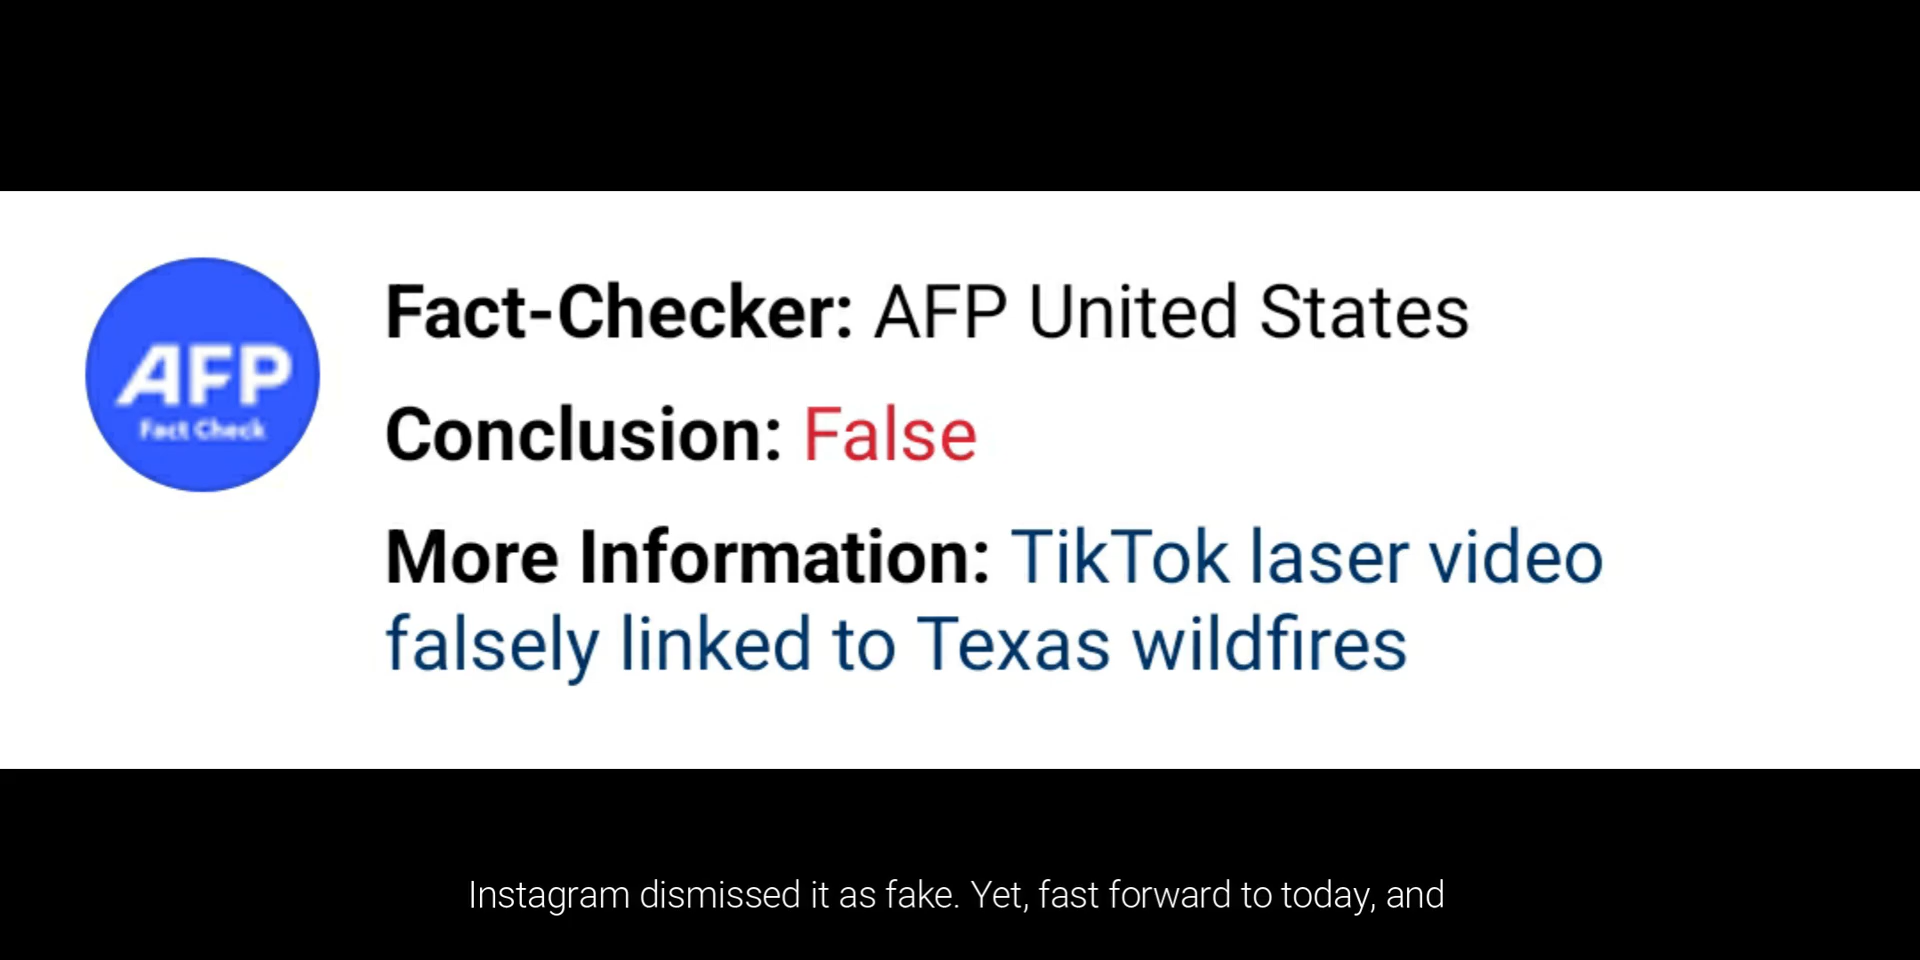 AFP
Fact Check
Fact-Checker: AFP United States
Conclusion: False
More Information: TikTok laser video
falsely linked to Texas wildfires
Instagram dismissed it as fake. Yet, fast forward to today, and